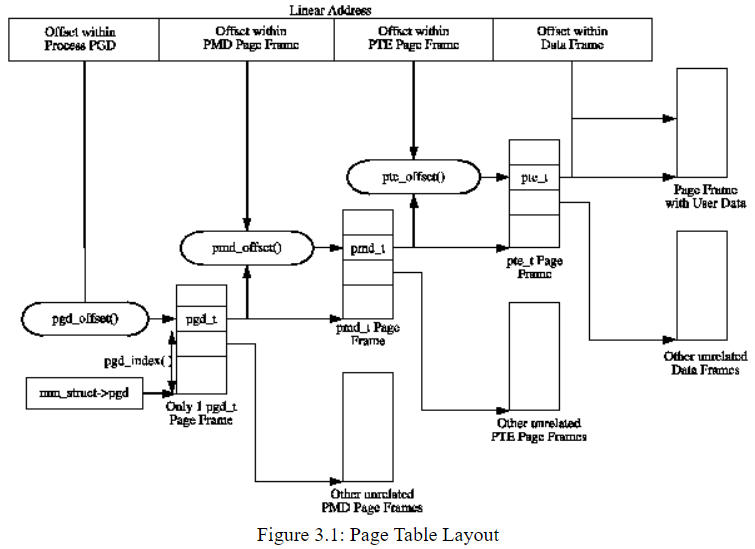 Linear Address
Offset within
Process PGD
Offset within
PMD Page Frame
Offset within
PTE Page Frame
Offset within
Data Frame
pte_offset()
pte_t
Page Frame
with User Data
pmd_offset()
pmd_t
pte_t Page
Frame
pgd_offset()
pgd_t
pmd_t Page
Frame
pgd_index()
Other unrelated
Data Frames
mm_struct->pgd
Only 1 pgd_t
Page Frame
Other unrelated
PTE Page Frames
Other unrelated
PMD Page Frames
Figure 3.1: Page Table Layout